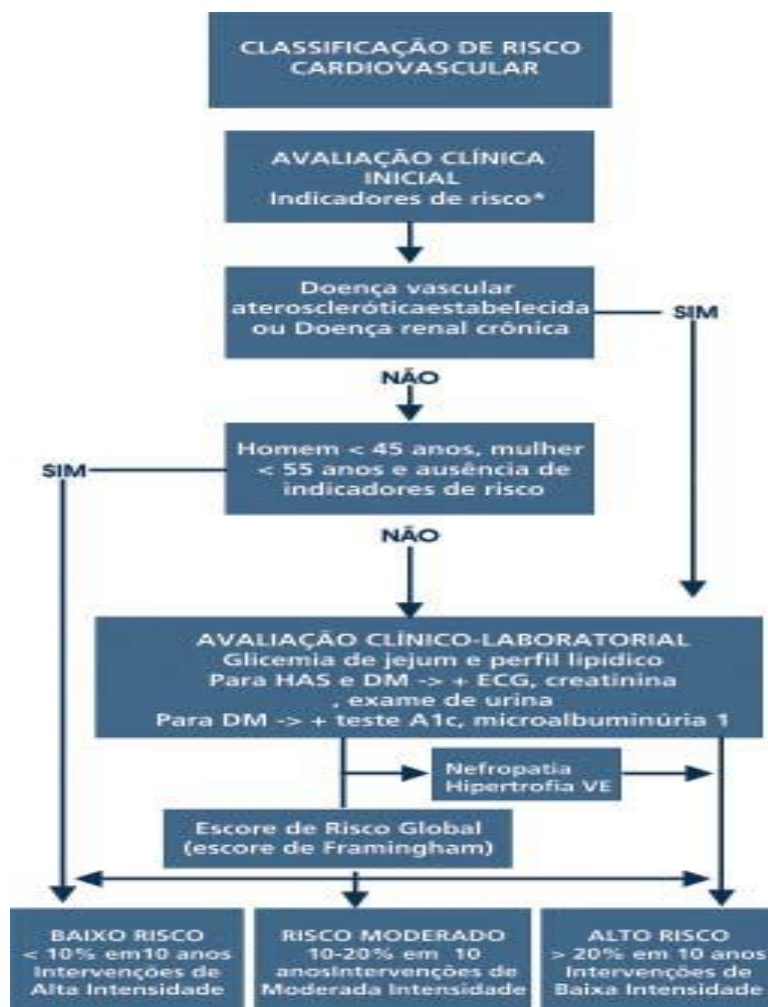 CLASSIFICAÇÃO DE RISCO
CARDIOVASCULAR
AVALIAÇÃO CLÍNICA
INICIAL
Indicadores de risco*
Doença vascular
ateroscleróticaestabelecida
ou Doença renal crônica
SIM
NÃO
Homem < 45 anos, mulher
< 55 anos e ausência de
indicadores de risco
SIM
NÃO
AVALIAÇÃO CLÍNICO-LABORATORIAL
Glicemia de jejum e perfil lipídico
Para HAS e DM -> + ECG, creatinina
, exame de urina
Para DM -> + teste A1c, microalbuminúria 1
Nefropatia
Hipertrofia VE
Escore de Risco Global
(escore de Framingham)
BAIXO RISCO
< 10% em10 anos
Intervenções de
Alta Intensidade
RISCO MODERADO
10-20% em 10
anosIntervenções de
Moderada Intensidade
ALTO RISCO
> 20% em 10 anos
Intervenções de
Baixa Intensidade